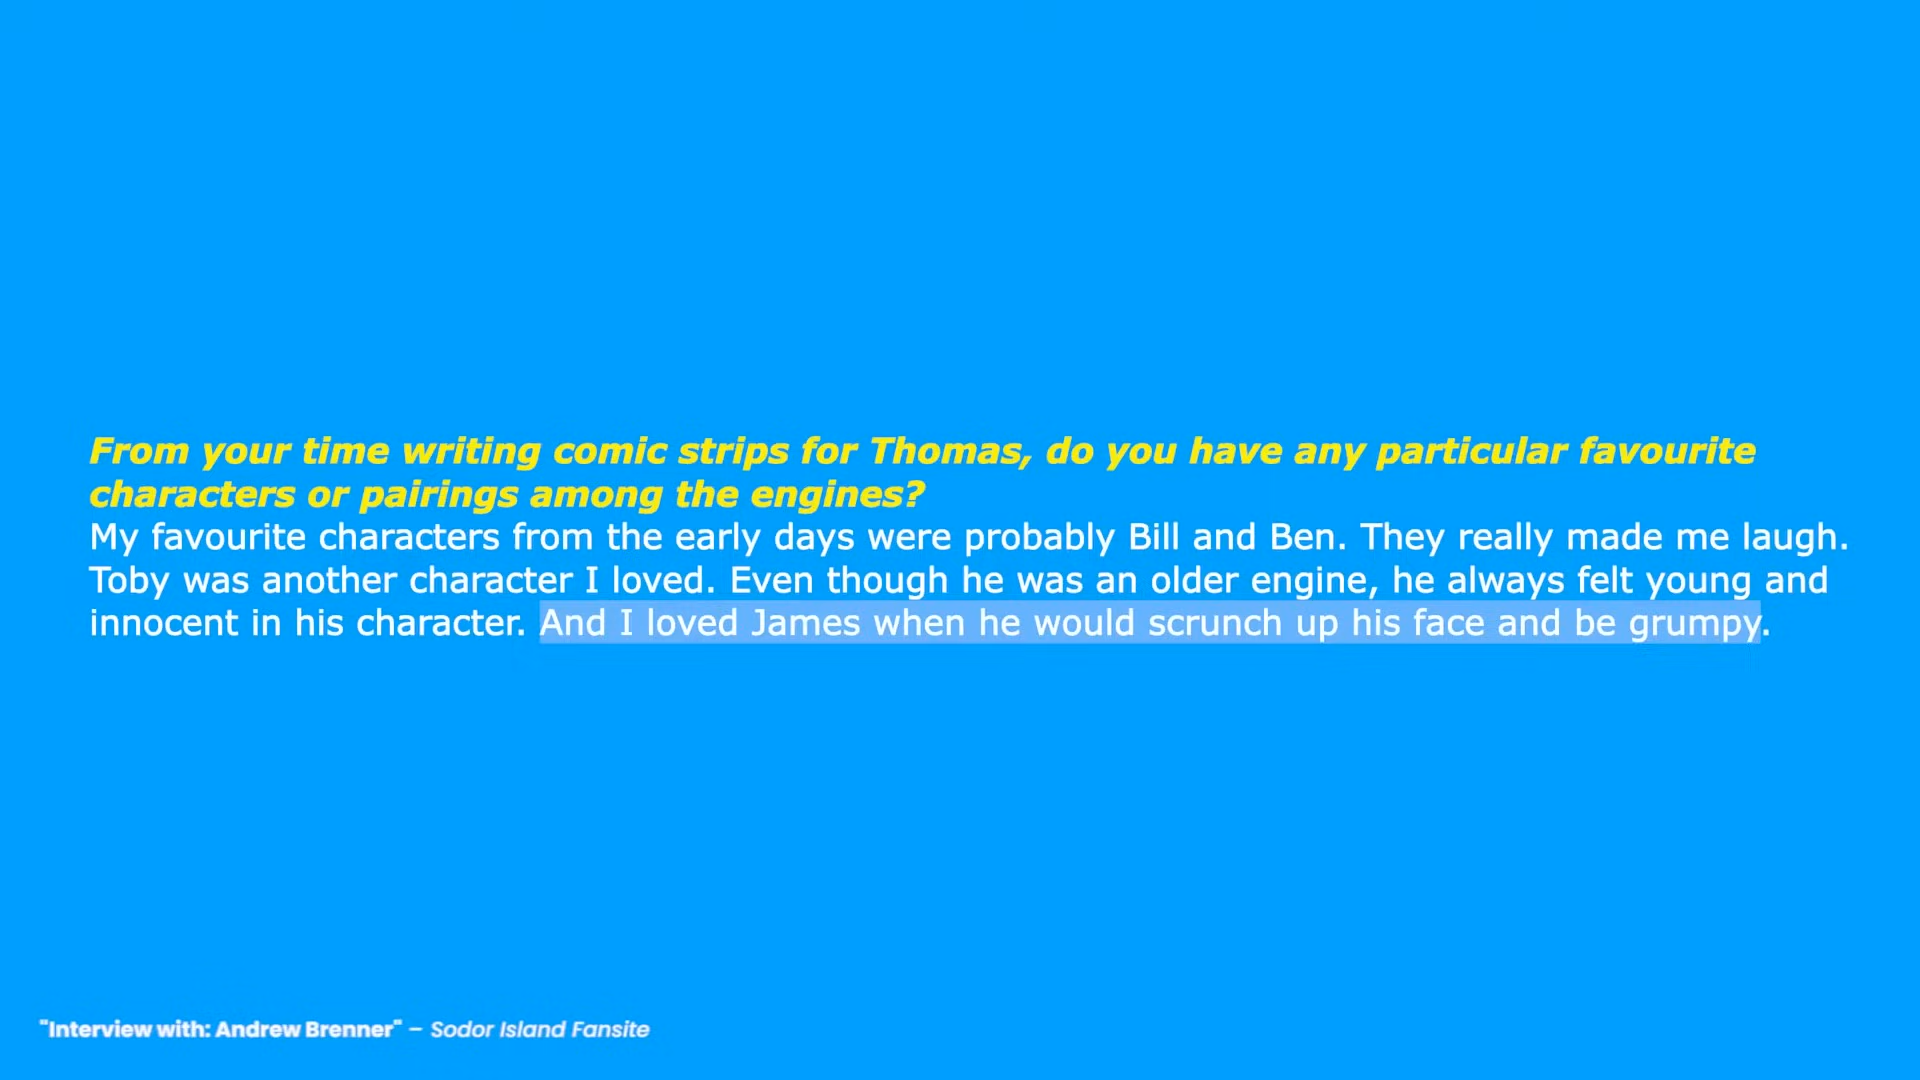 From your time writing comic strips for Thomas, do you have any particular favourite
characters or pairings among the engines?
My favourite characters from the early days were probably Bill and Ben. They really made me laugh.
Toby was another character I loved. Even though he was an older engine, he always felt young and
innocent in his character. And I loved James when he would scrunch up his face and be grumpy.
"Interview with: Andrew Brenner" – Sodor Island Fansite